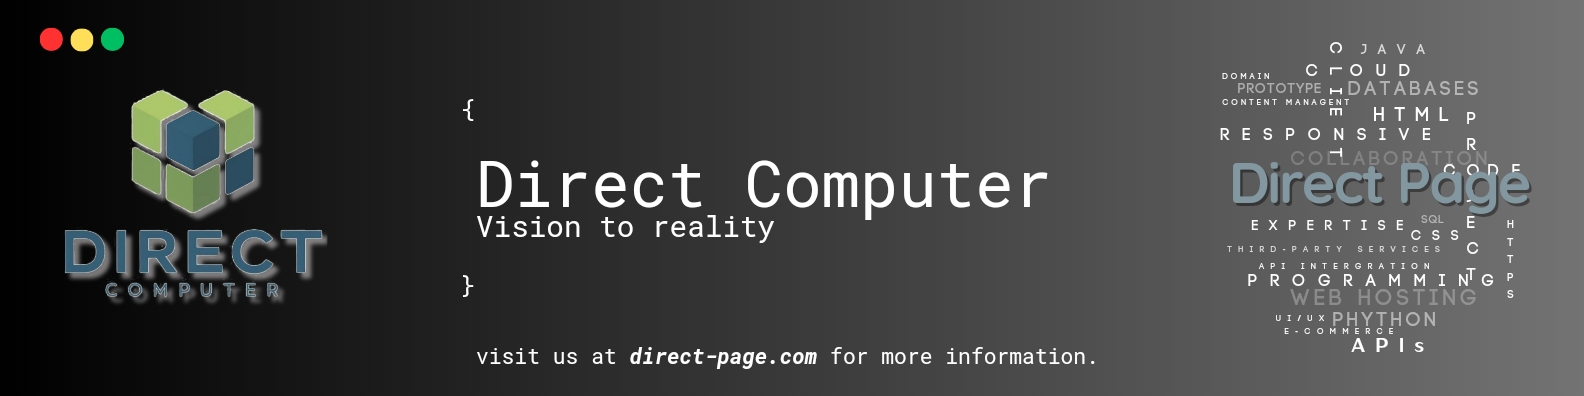 DIRECT
COMPUTER
{
Direct Computer
Vision to reality
}
visit us at direct-page.com for more information.
JAVA
CLIENT
CLOUD
DOMAIN
PROTOTYPE
DATABASES
CONTENT MANAGENT
HTML
PROJECT
RESPONSIVE
COLLABORATION
CODE
Direct Page
EXPERTISE
SQL
CSS
HTTPS
THIRD-PARTY SERVICES
API INTERGRATION
PROGRAMMING
WEB HOSTING
UI/UX
PHYTHON
E-COMMERCE
APIs